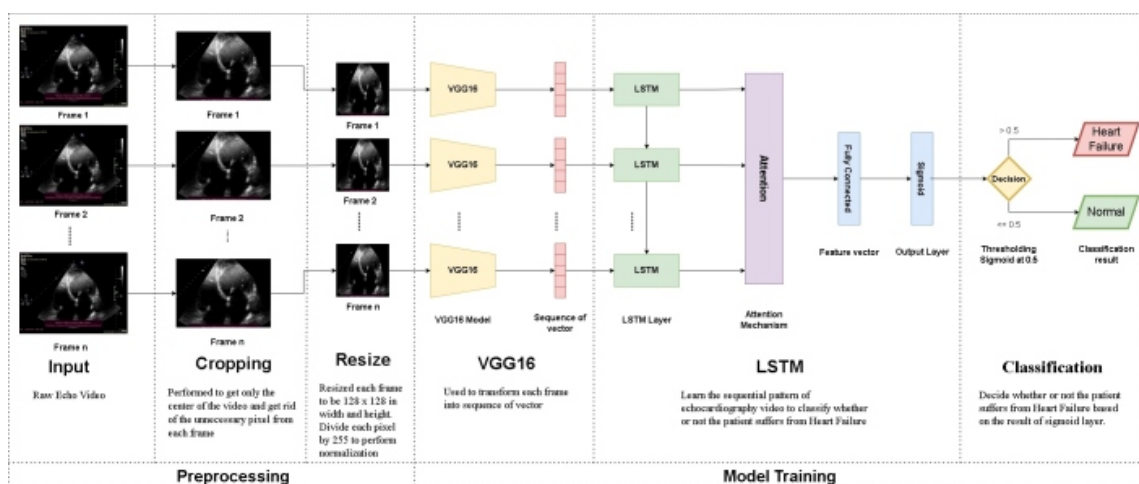 Frame 1
Frame 1
Frame 1
VGG16
LSTM
Frame 2
Frame 2
Frame 2
VGG16
LSTM
Frame n
Frame n
Frame n
VGG16
LSTM
VGG16 Model
Sequence of
vector
LSTM Layer
Attention
Attention
Mechanism
Fully Connected
Feature vector
Sigmoid
Output Layer
> 0.5
Decision
<= 0.5
Thresholding
Sigmoid at 0.5
Heart
Failure
Normal
Classification
result
Input
Raw Echo Video
Cropping
Performed to get only the
center of the video and get rid
of the unnecessary pixel from
each frame
Resize
Resized each frame
to be 128 x 128 in
width and height.
Divide each pixel
by 255 to perform
normalization
VGG16
Used to transform each frame
into sequence of vector
LSTM
Learn the sequential pattern of
echocardiography video to classify whether
or not the patient suffers from Heart Failure
Classification
Decide whether or not the patient
suffers from Heart Failure based
on the result of sigmoid layer.
Preprocessing
Model Training